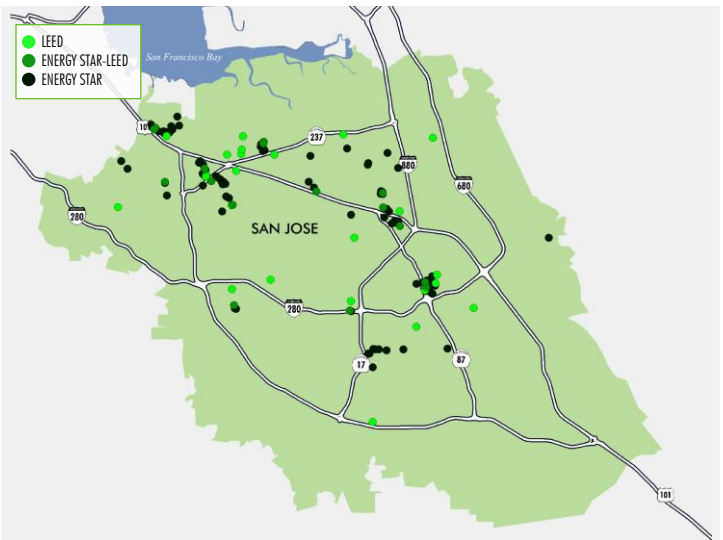 LEED
ENERGY STAR-LEED
ENERGY STAR
San Francisco Bay
10
237
880
680
280
SAN JOSE
280
17
87
101